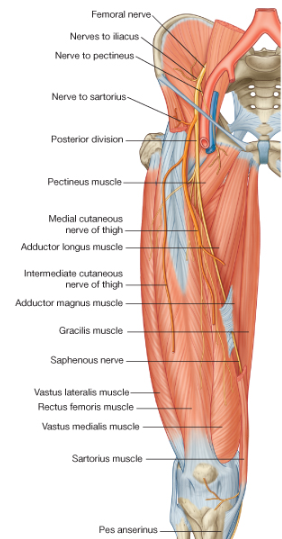 Femoral nerve
Nerves to iliacus
Nerve to pectineus
Nerve to sartorius
Posterior division
Pectineus muscle
Medial cutaneous
nerve of thigh
Adductor longus muscle
Intermediate cutaneous
nerve of thigh
Adductor magnus muscle
Gracilis muscle
Saphenous nerve
Vastus lateralis muscle
Rectus femoris muscle
Vastus medialis muscle
Sartorius muscle
Pes anserinus